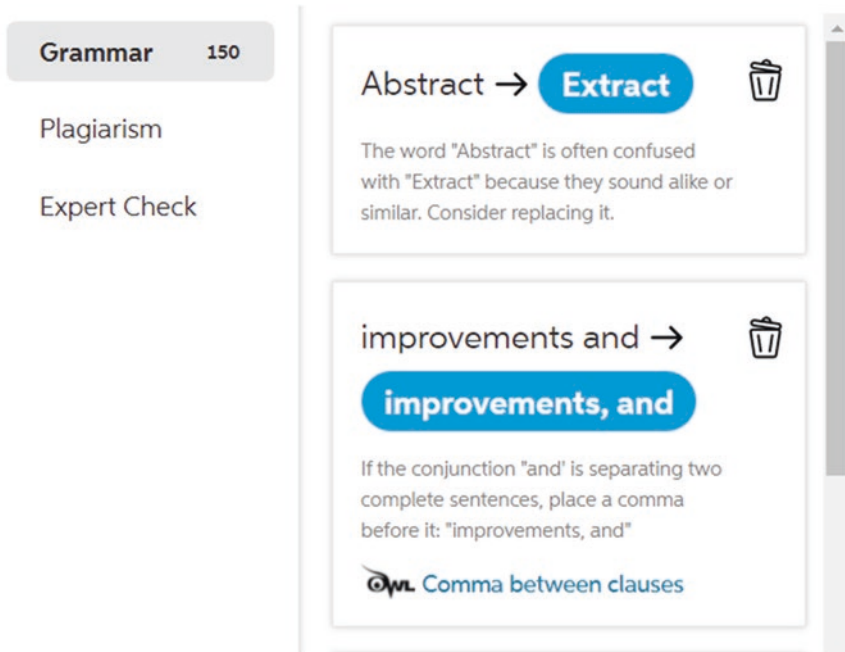 Grammar 150
Plagiarism
Expert Check
Abstract → Extract
The word "Abstract" is often confused
with "Extract" because they sound alike or
similar. Consider replacing it.
improvements and →
improvements, and
If the conjunction "and' is separating two
complete sentences, place a comma
before it: "improvements, and"
OWL Comma between clauses